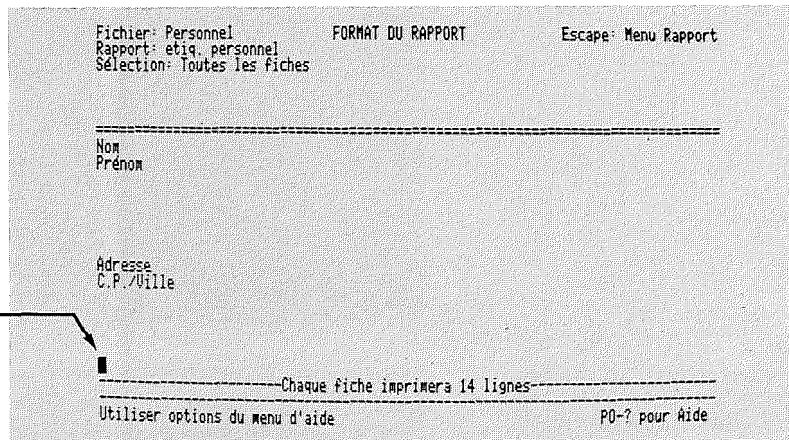 Fichier: Personnel FORMAT DU RAPPORT Escape: Menu Rapport
Rapport: etiq. personnel
Sélection: Toutes les fiches
Nom
Prénom
Adresse
C.P./Ville
Chaque fiche imprimera 14 lignes
Utiliser options du menu d'aide PO-? pour Aide